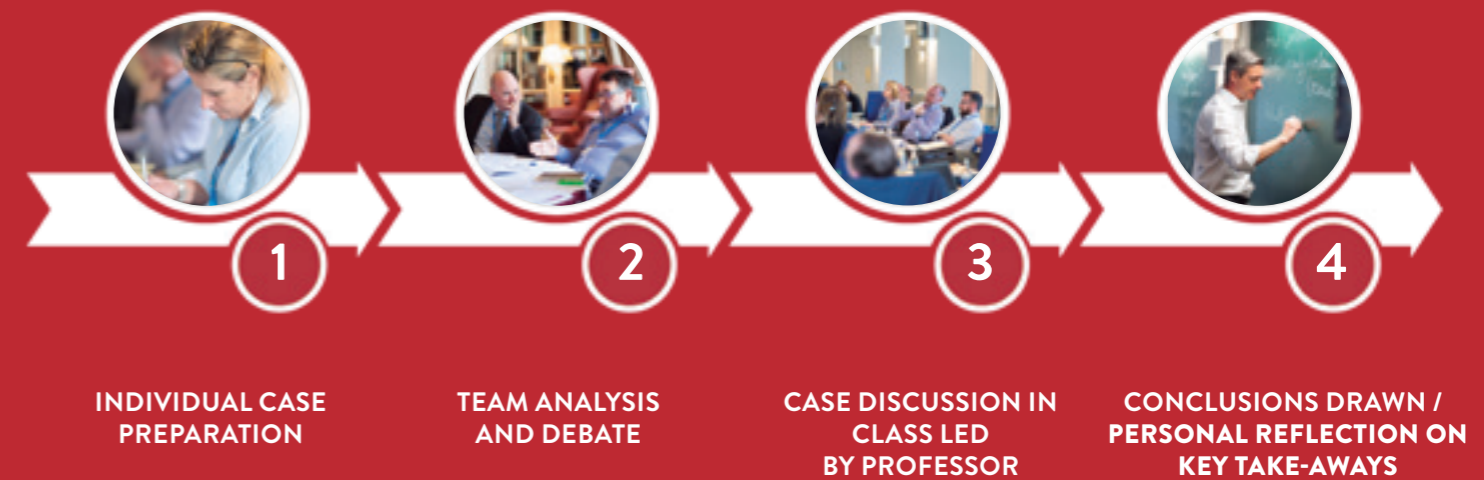 1
2
3
4
INDIVIDUAL CASE
PREPARATION
TEAM ANALYSIS
AND DEBATE
CASE DISCUSSION IN
CLASS LED
BY PROFESSOR
CONCLUSIONS DRAWN /
PERSONAL REFLECTION ON
KEY TAKE-AWAYS